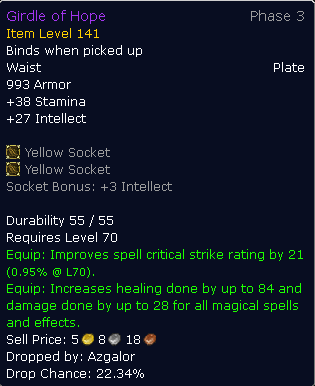 Girdle of Hope Phase 3
Item Level 141
Binds when picked up
Waist Plate
993 Armor
+38 Stamina
+27 Intellect
Yellow Socket
Yellow Socket
Socket Bonus: +3 Intellect
Durability 55 / 55
Requires Level 70
Equip: Improves spell critical strike rating by 21
(0.95% @ L70).
Equip: Increases healing done by up to 84 and
damage done by up to 28 for all magical spells
and effects.
Sell Price: 5 8 18
Dropped by: Azgalor
Drop Chance: 22.34%